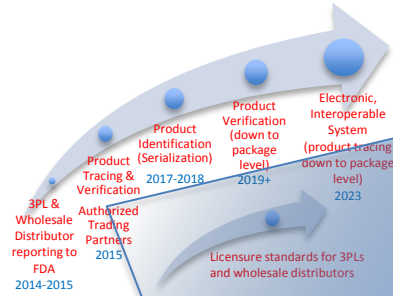 3PL &
Wholesale
Distributor
reporting to
FDA
2014-2015
Product
Tracing &
Verification
Authorized
Trading
Partners
2015
Product
Identification
(Serialization)
2017-2018
Product
Verification
(down to
package
level)
2019+
Electronic,
Interoperable
System
(product tracing
down to package
level)
2023
Licensure standards for 3PLs
and wholesale distributors